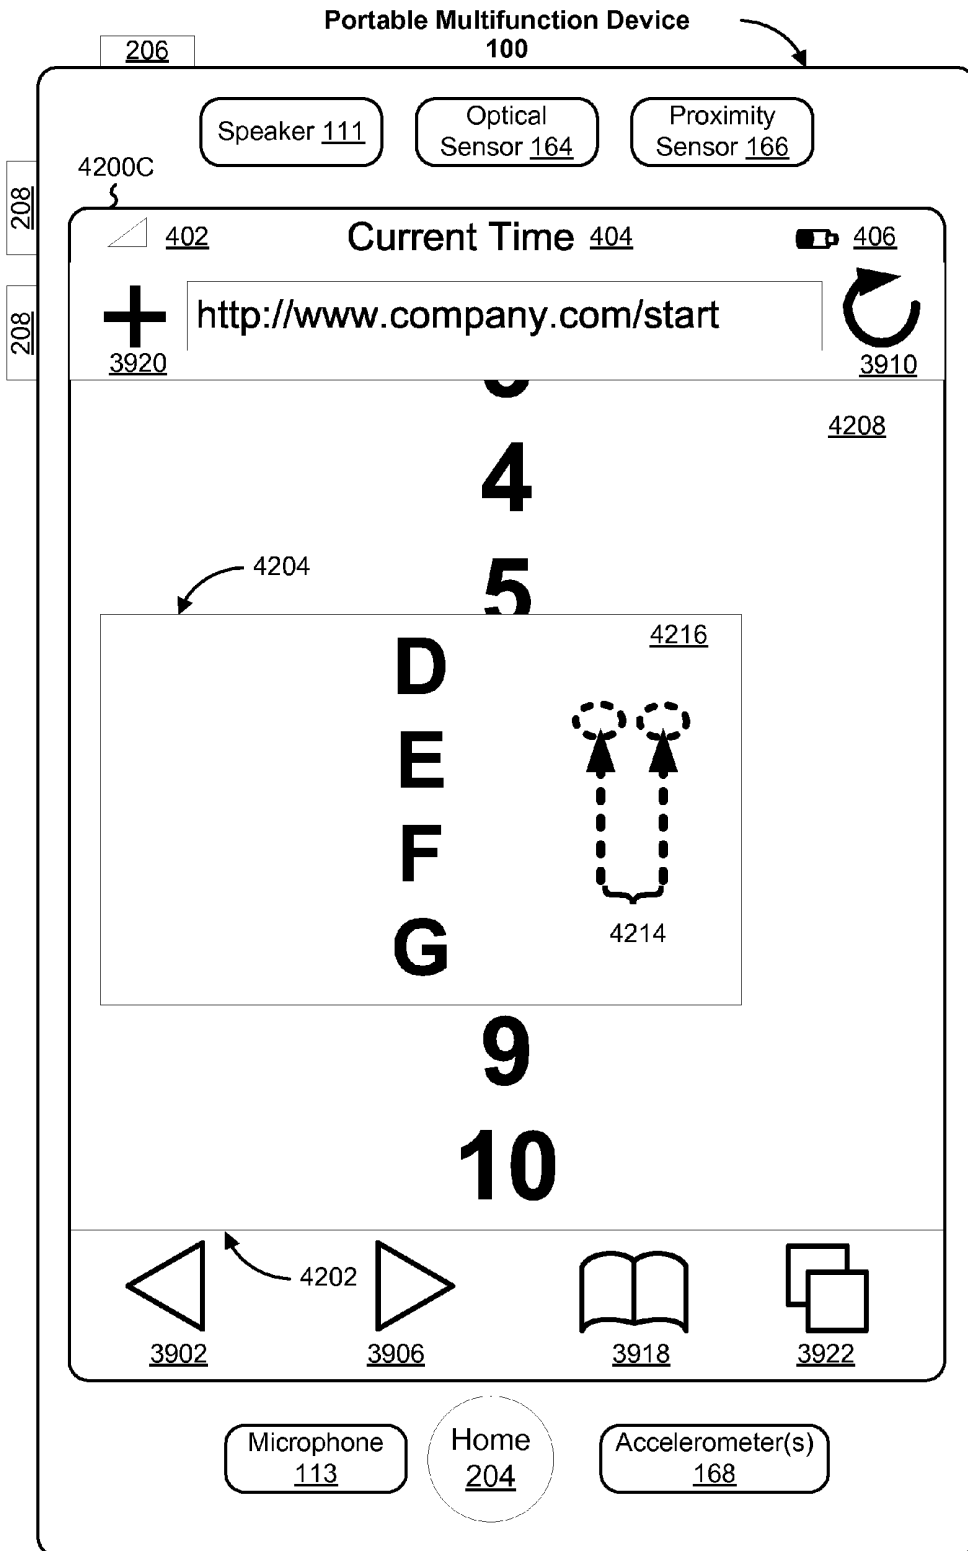 Portable Multifunction Device
100
206
Speaker 111
Optical
Sensor 164
Proximity
Sensor 166
4200C
208
402
Current Time 404
406
208
http://www.company.com/start
3920
3910
4208
4
4204
5
4216
D
E
F
G
4214
9
10
4202
3902
3906
3918
3922
Microphone
113
Home
204
Accelerometer(s)
168